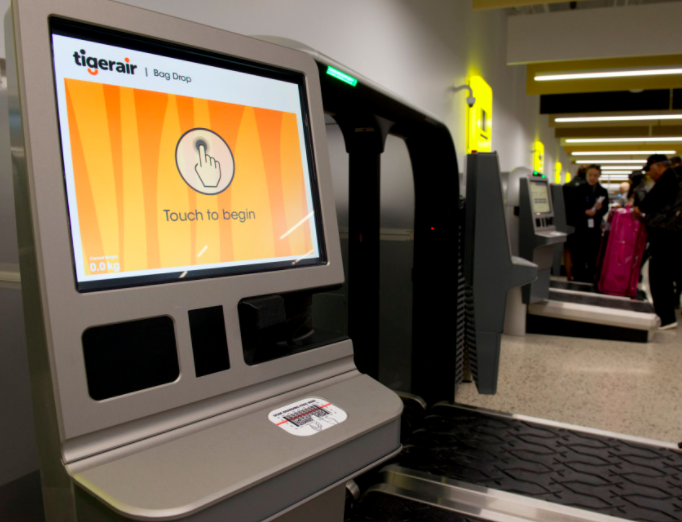 tigerair | Bag Drop
Touch to begin
0.0kg